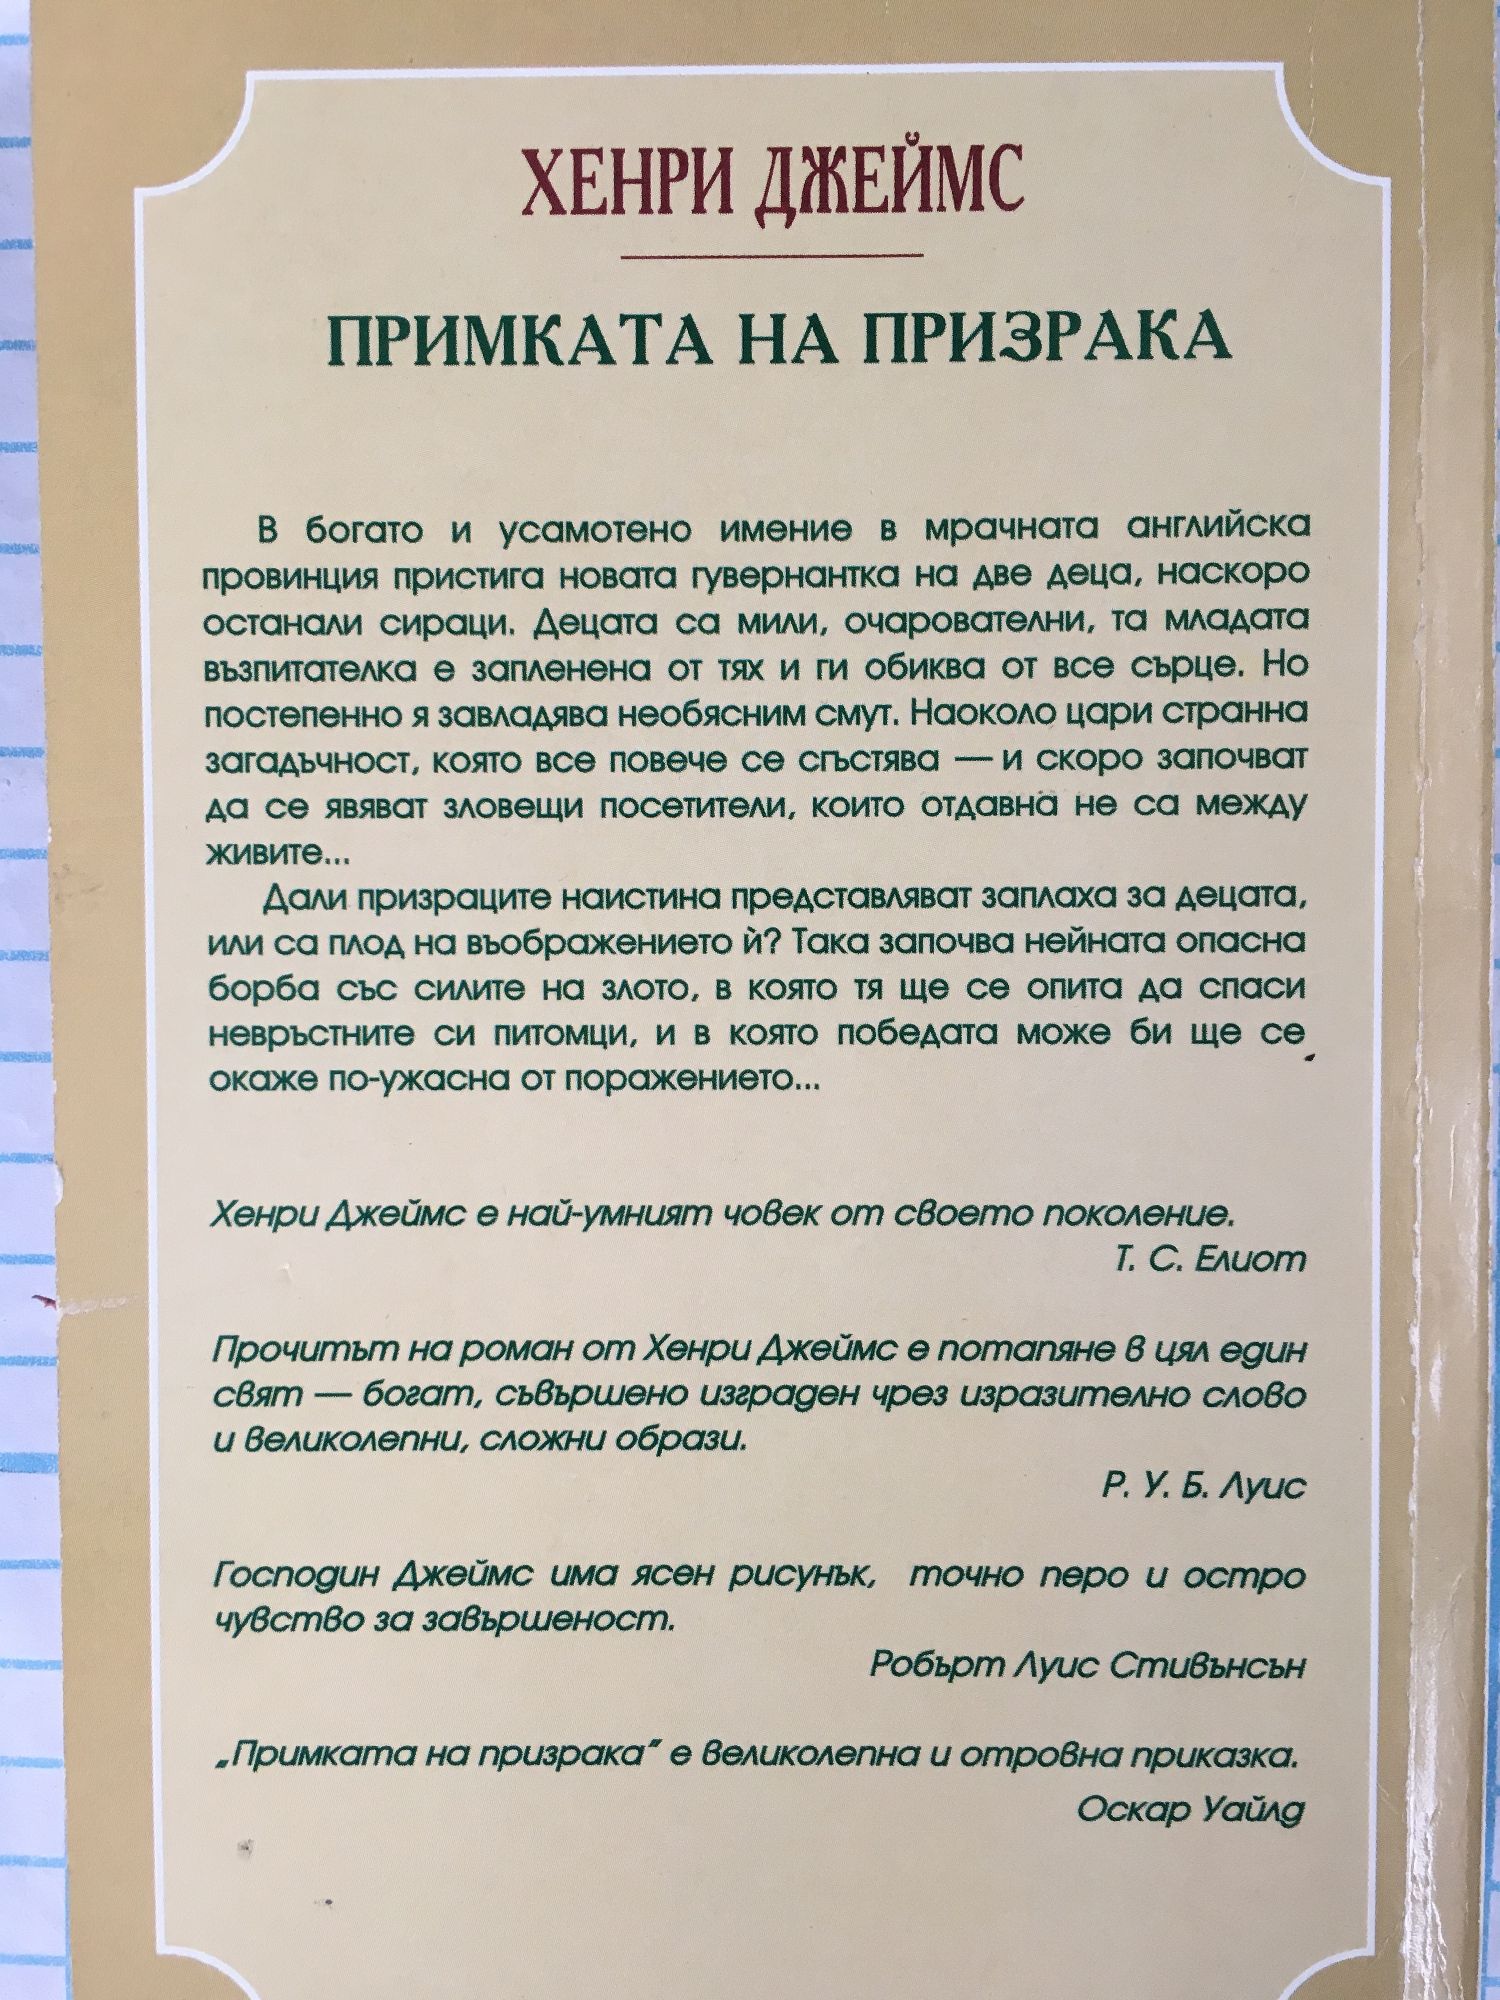 ХЕНРИ ДЖЕЙМС
ПРИМКАТА НА ПРИЗРАКА
В богато и усамотено имение в мрачната английска
провинция пристига новата гувернантка на две деца, наскоро
останали сираци. Децата са мили, очарователни, та младата
възпитателка е запленена от тях и ги обиква от все сърце. Но
постепенно я завладява необясним смут. Наоколо цари странна
загадъчност, която все повече се сгъстява — и скоро започват
да се явяват зловещи посетители, които отдавна не са между
живите...
Дали призраците наистина представляват заплаха за децата,
или са плод на въображението ѝ? Така започва нейната опасна
борба със силите на злото, в която тя ще се опита да спаси
невръстните си питомци, и в която победата може би ще се
окаже по-ужасна от поражението...
Хенри Джеймс е най-умният човек от своето поколение.
Т. С. Елиот
Прочитът на роман от Хенри Джеймс е потапяне в цял един
свят — богат, съвършено изграден чрез изразително слово
и великолепни, сложни образи.
Р. У. Б. Луис
Господин Джеймс има ясен рисунък, точно перо и остро
чувство за завършеност.
Робърт Луис Стивънсън
„Примката на призрака“ е великолепна и отровна приказка.
Оскар Уайлд